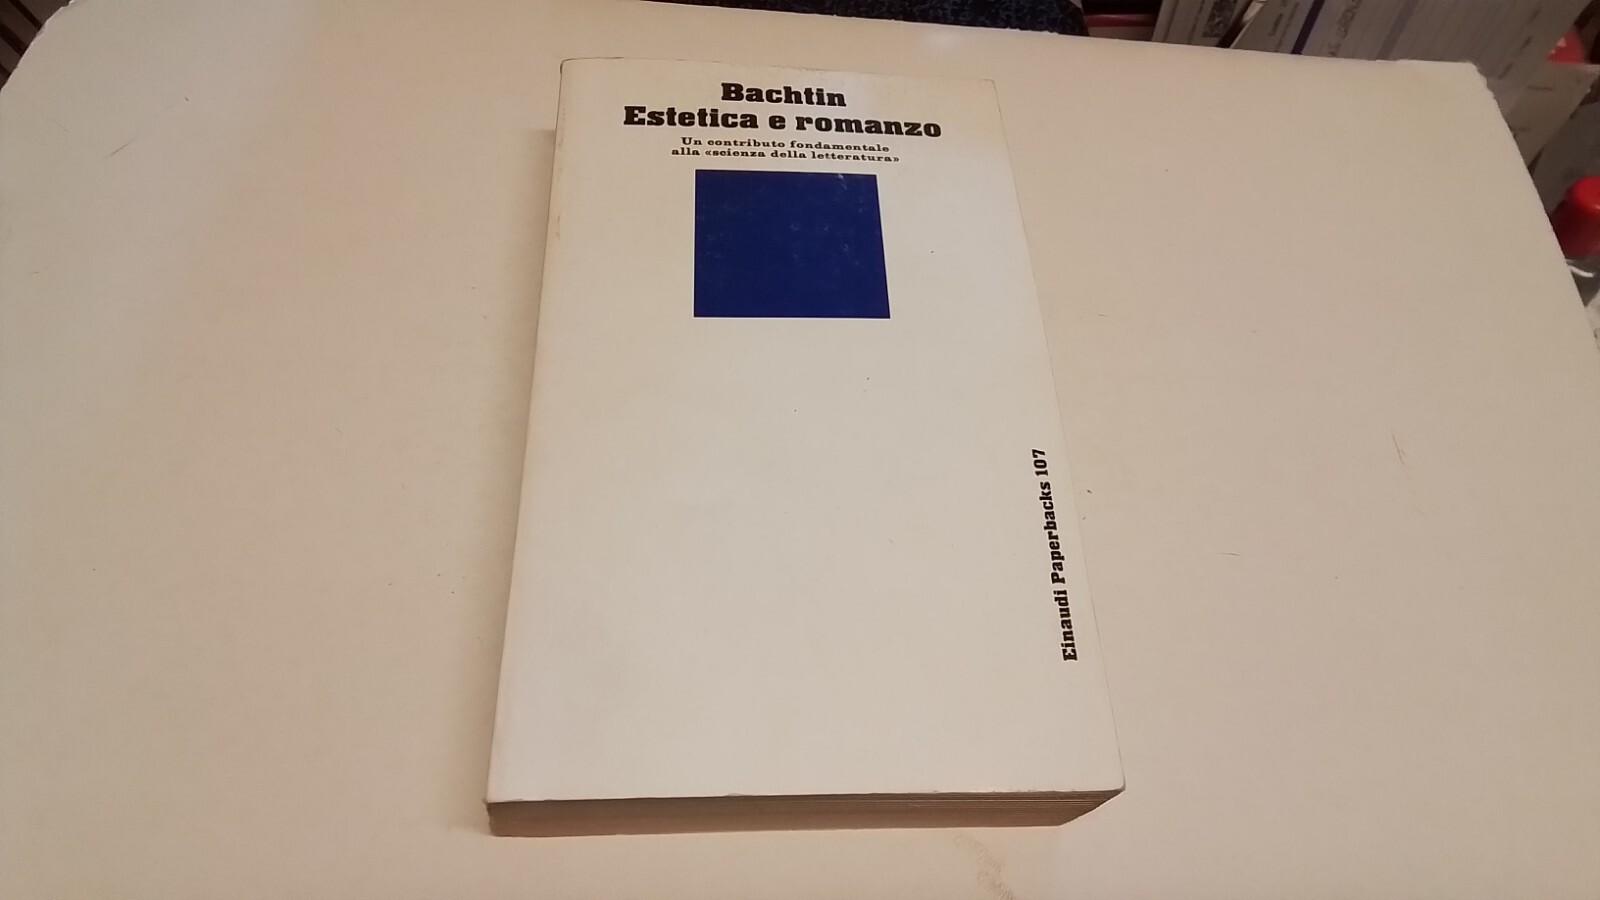 Bachtin
Estetica e romanzo
Un contributo fondamentale
alla «scienza della letteratura»
Einaudi Paperbacks 107